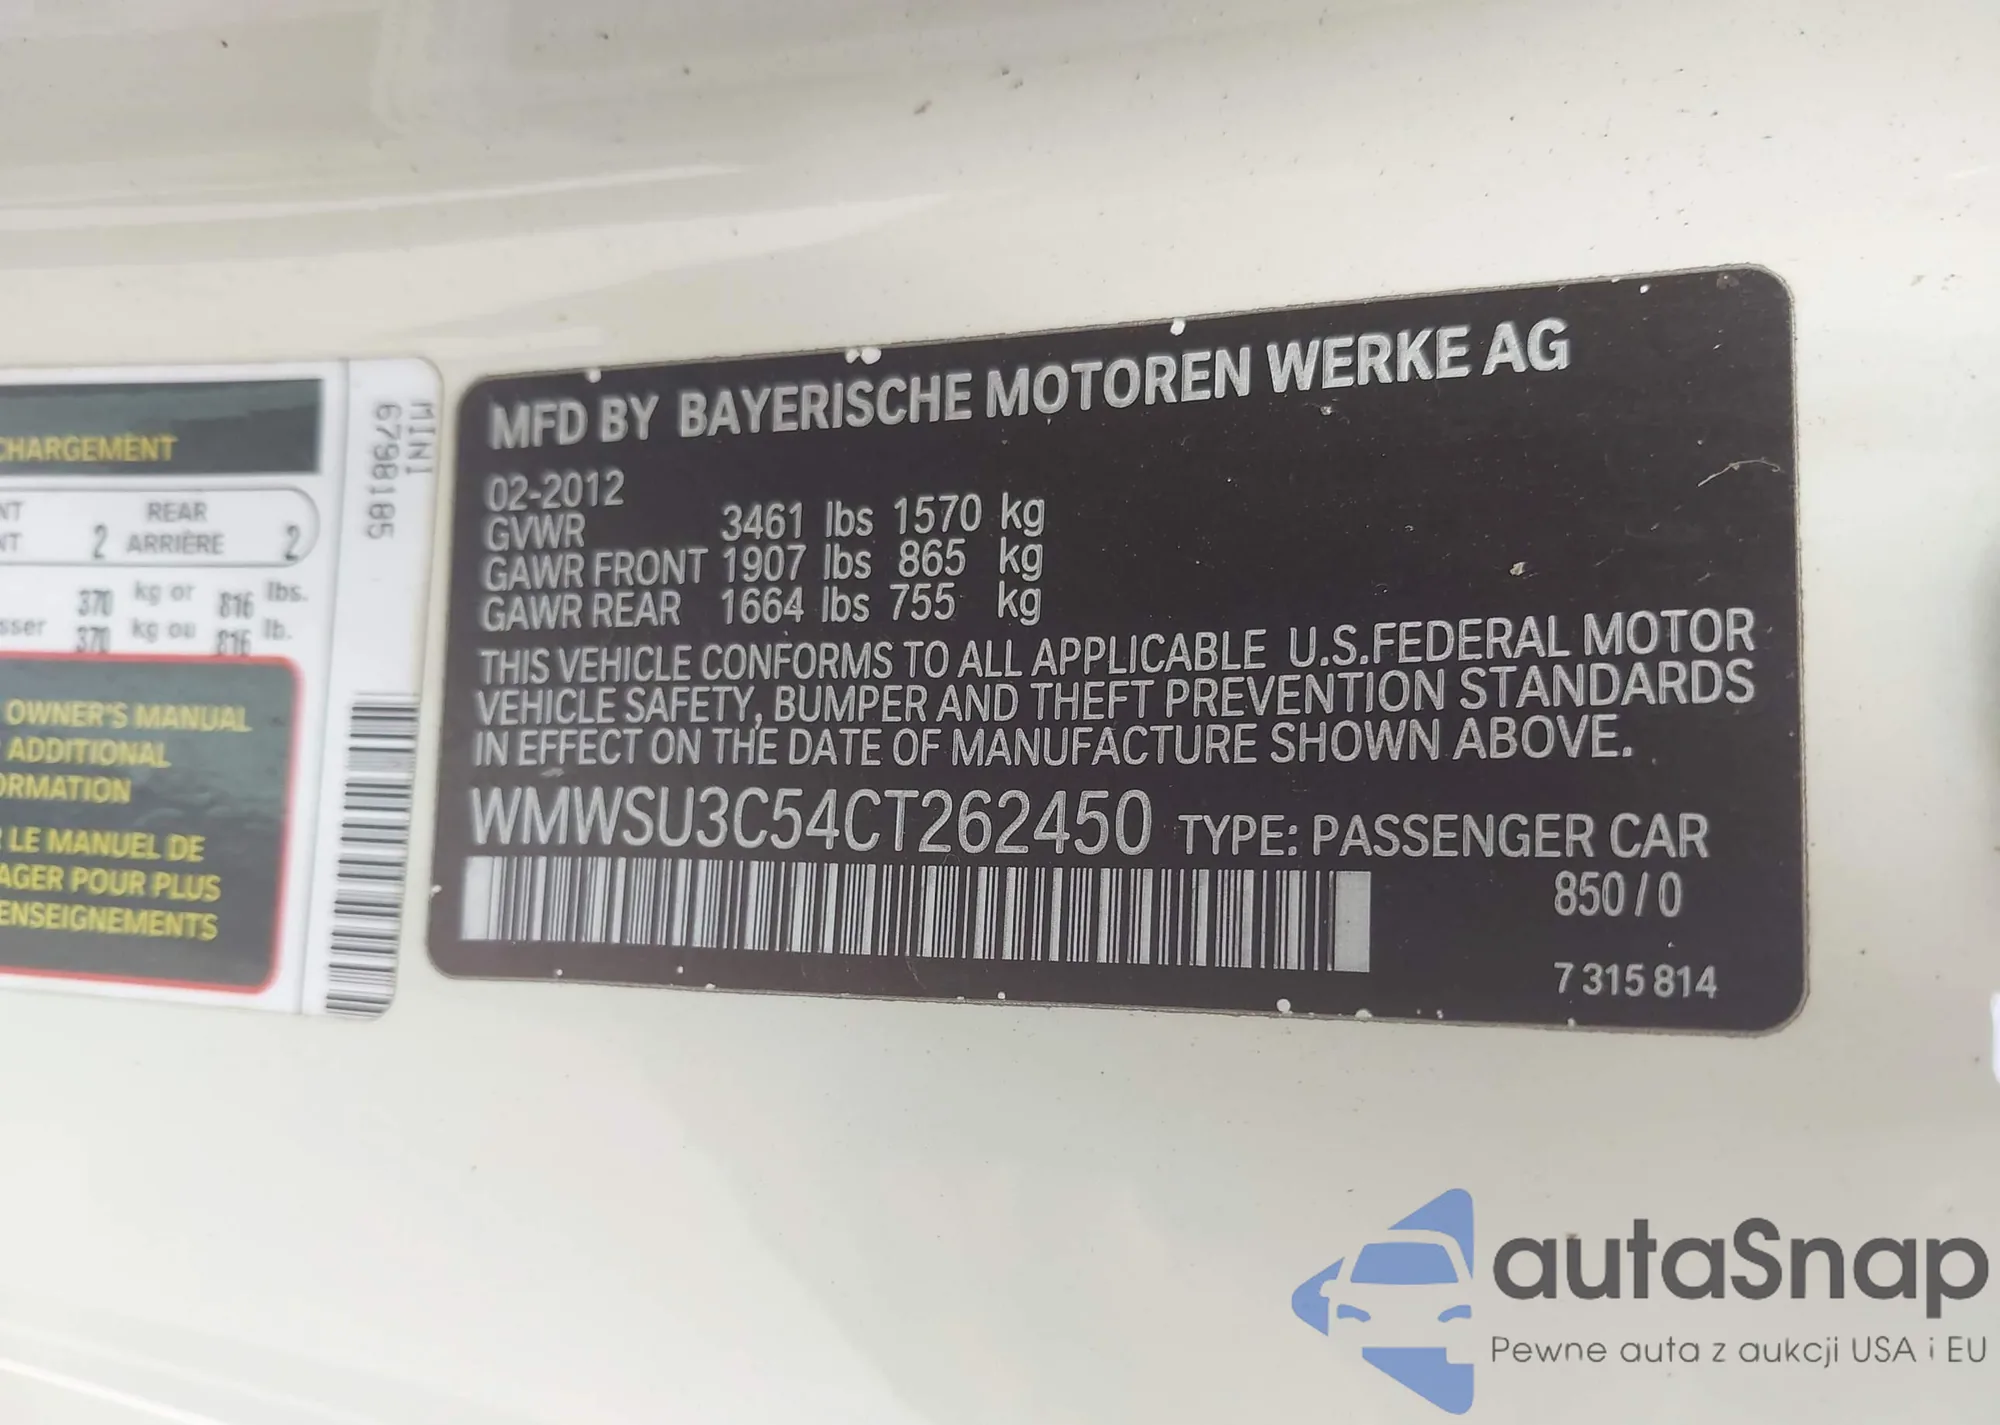 CHARGEMENT
NT 2 REAR 2
NT ARRIÈRE
370 kg or 816 lbs.
sser 370 kg ou 816 lb.
OWNER'S MANUAL
ADDITIONAL
ORMATION
LE MANUEL DE
AGER POUR PLUS
ENSEIGNEMENTS
MINI
6798185
MFD BY BAYERISCHE MOTOREN WERKE AG
02-2012
GVWR 3461 lbs 1570 kg
GAWR FRONT 1907 lbs 865 kg
GAWR REAR 1664 lbs 755 kg
THIS VEHICLE CONFORMS TO ALL APPLICABLE U.S.FEDERAL MOTOR
VEHICLE SAFETY, BUMPER AND THEFT PREVENTION STANDARDS
IN EFFECT ON THE DATE OF MANUFACTURE SHOWN ABOVE.
WMWSU3C54CT262450 TYPE: PASSENGER CAR
850/0
7 315 814
autaSnap
Pewne auta z aukcji USA i EU